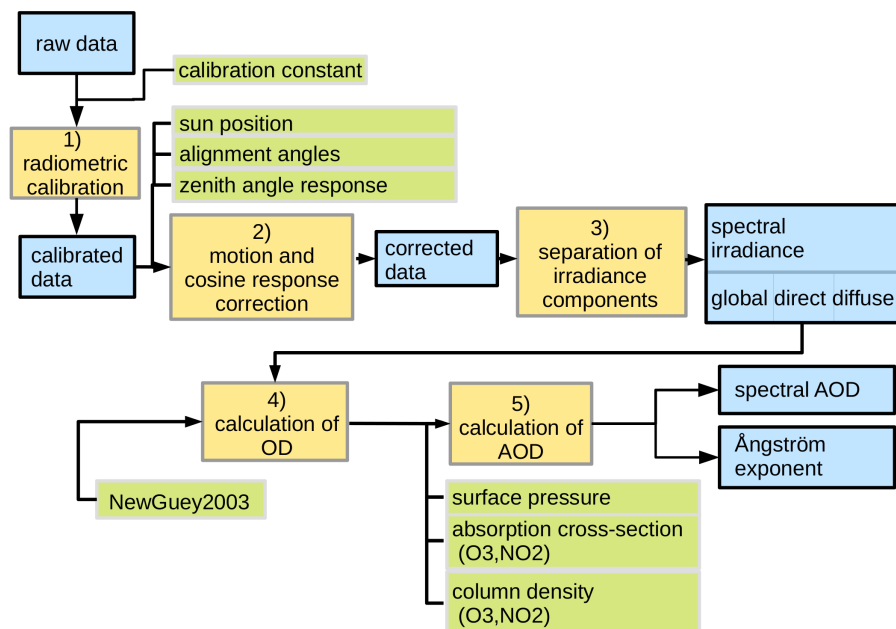 raw data
calibration constant
1)
radiometric
calibration
sun position
alignment angles
zenith angle response
calibrated
data
2)
motion and
cosine response
correction
corrected
data
3)
separation of
irradiance
components
spectral
irradiance
global direct diffuse
4)
calculation of
OD
5)
calculation of
AOD
spectral AOD
Ångström
exponent
NewGuey2003
surface pressure
absorption cross-section
(O3,NO2)
column density
(O3,NO2)